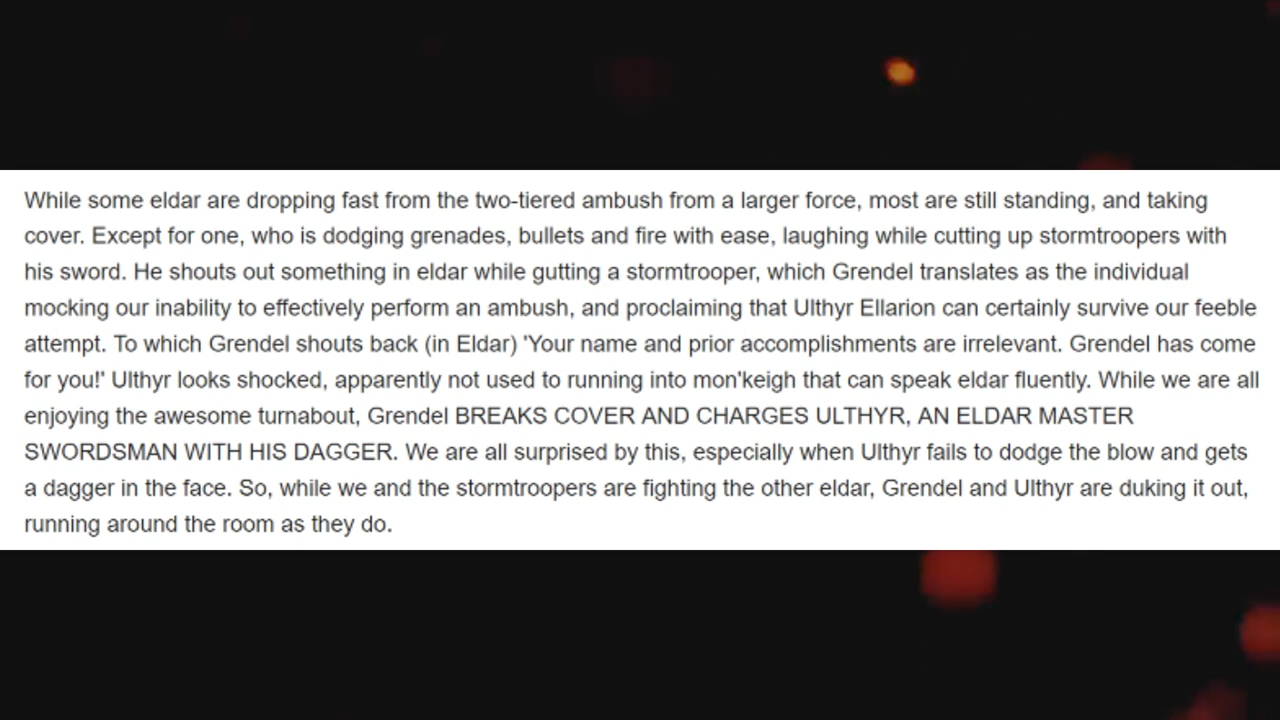 While some eldar are dropping fast from the two-tiered ambush from a larger force, most are still standing, and taking
cover. Except for one, who is dodging grenades, bullets and fire with ease, laughing while cutting up stormtroopers with
his sword. He shouts out something in eldar while gutting a stormtrooper, which Grendel translates as the individual
mocking our inability to effectively perform an ambush, and proclaiming that Ulthyr Ellarion can certainly survive our feeble
attempt. To which Grendel shouts back (in Eldar) 'Your name and prior accomplishments are irrelevant. Grendel has come
for you!' Ulthyr looks shocked, apparently not used to running into mon'keigh that can speak eldar fluently. While we are all
enjoying the awesome turnabout, Grendel BREAKS COVER AND CHARGES ULTHYR, AN ELDAR MASTER
SWORDSMAN WITH HIS DAGGER. We are all surprised by this, especially when Ulthyr fails to dodge the blow and gets
a dagger in the face. So, while we and the stormtroopers are fighting the other eldar, Grendel and Ulthyr are duking it out,
running around the room as they do.